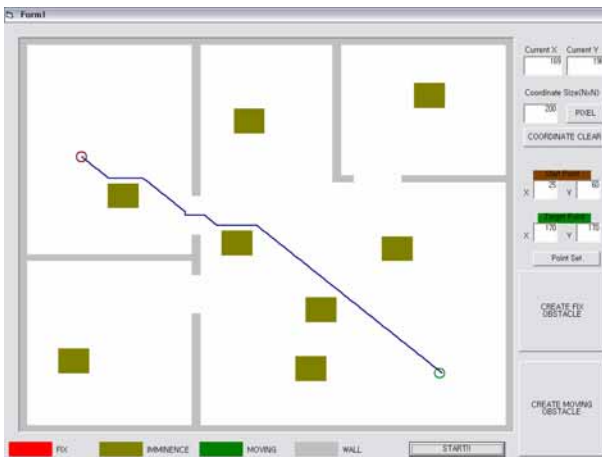 Form1
Current X Current Y
169 196
Coordinate Size(NxN)
200 PIXEL
COORDINATE CLEAR
Start Point
X 25 Y 60
Target Point
X 170 Y 170
Point Set.
CREATE FIX
OBSTACLE
CREATE MOVING
OBSTACLE
FIX IMMINENCE MOVING WALL START!!